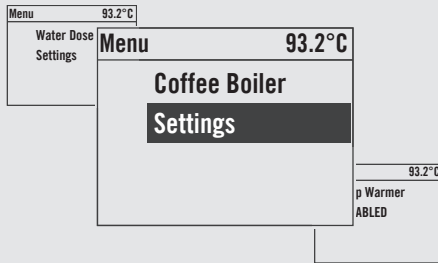 Menu 93.2°C
Water Dose
Settings
Menu 93.2°C
Coffee Boiler
Settings
93.2°C
p Warmer
ABLED